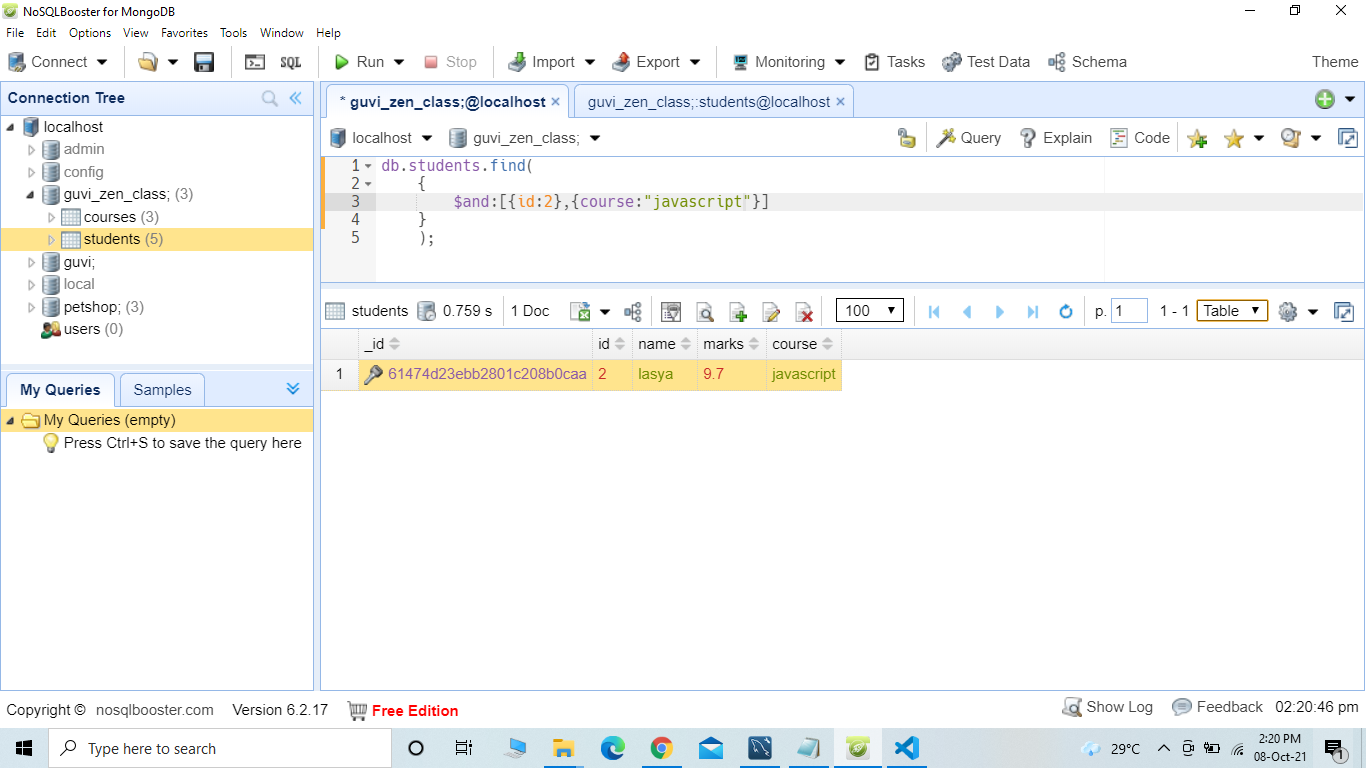 NoSQLBooster for MongoDB
File Edit Options View Favorites Tools Window Help
Connect SQL Run Stop Import Export Monitoring Tasks Test Data Schema Theme
Connection Tree
localhost
admin
config
guvi_zen_class; (3)
courses (3)
students (5)
guvi;
local
petshop; (3)
users (0)
My Queries Samples
My Queries (empty)
Press Ctrl+S to save the query here
* guvi_zen_class;@localhost × guvi_zen_class;:students@localhost ×
localhost guvi_zen_class; Query Explain Code
1 db.students.find(
2 {
3 $and:[{id:2},{course:"javascript"}]
4 }
5 );
students 0.759 s 1 Doc 100 p. 1 1 - 1 Table
_id id name marks course
1 61474d23ebb2801c208b0caa 2 lasya 9.7 javascript
Copyright © nosqlbooster.com Version 6.2.17 Free Edition Show Log Feedback 02:20:46 pm
Type here to search 29°C 2:20 PM
08-Oct-21 1